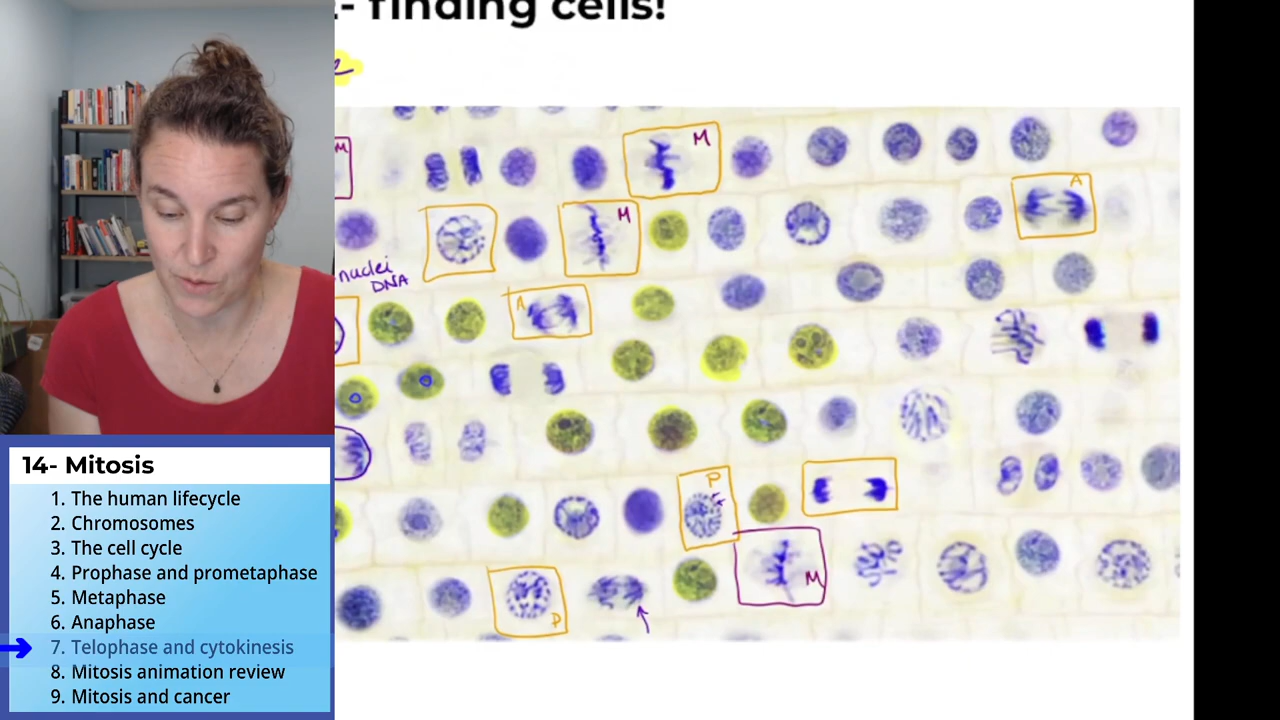 - finding cells!
M
M
M
A
nuclei
DNA
A
P
M
P
14- Mitosis
1. The human lifecycle
2. Chromosomes
3. The cell cycle
4. Prophase and prometaphase
5. Metaphase
6. Anaphase
7. Telophase and cytokinesis
8. Mitosis animation review
9. Mitosis and cancer